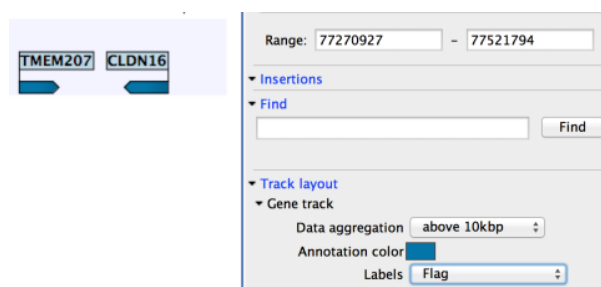 TMEM207 CLDN16
Range: 77270927 - 77521794
Insertions
Find
Find
Track layout
Gene track
Data aggregation above 10kbp
Annotation color
Labels Flag